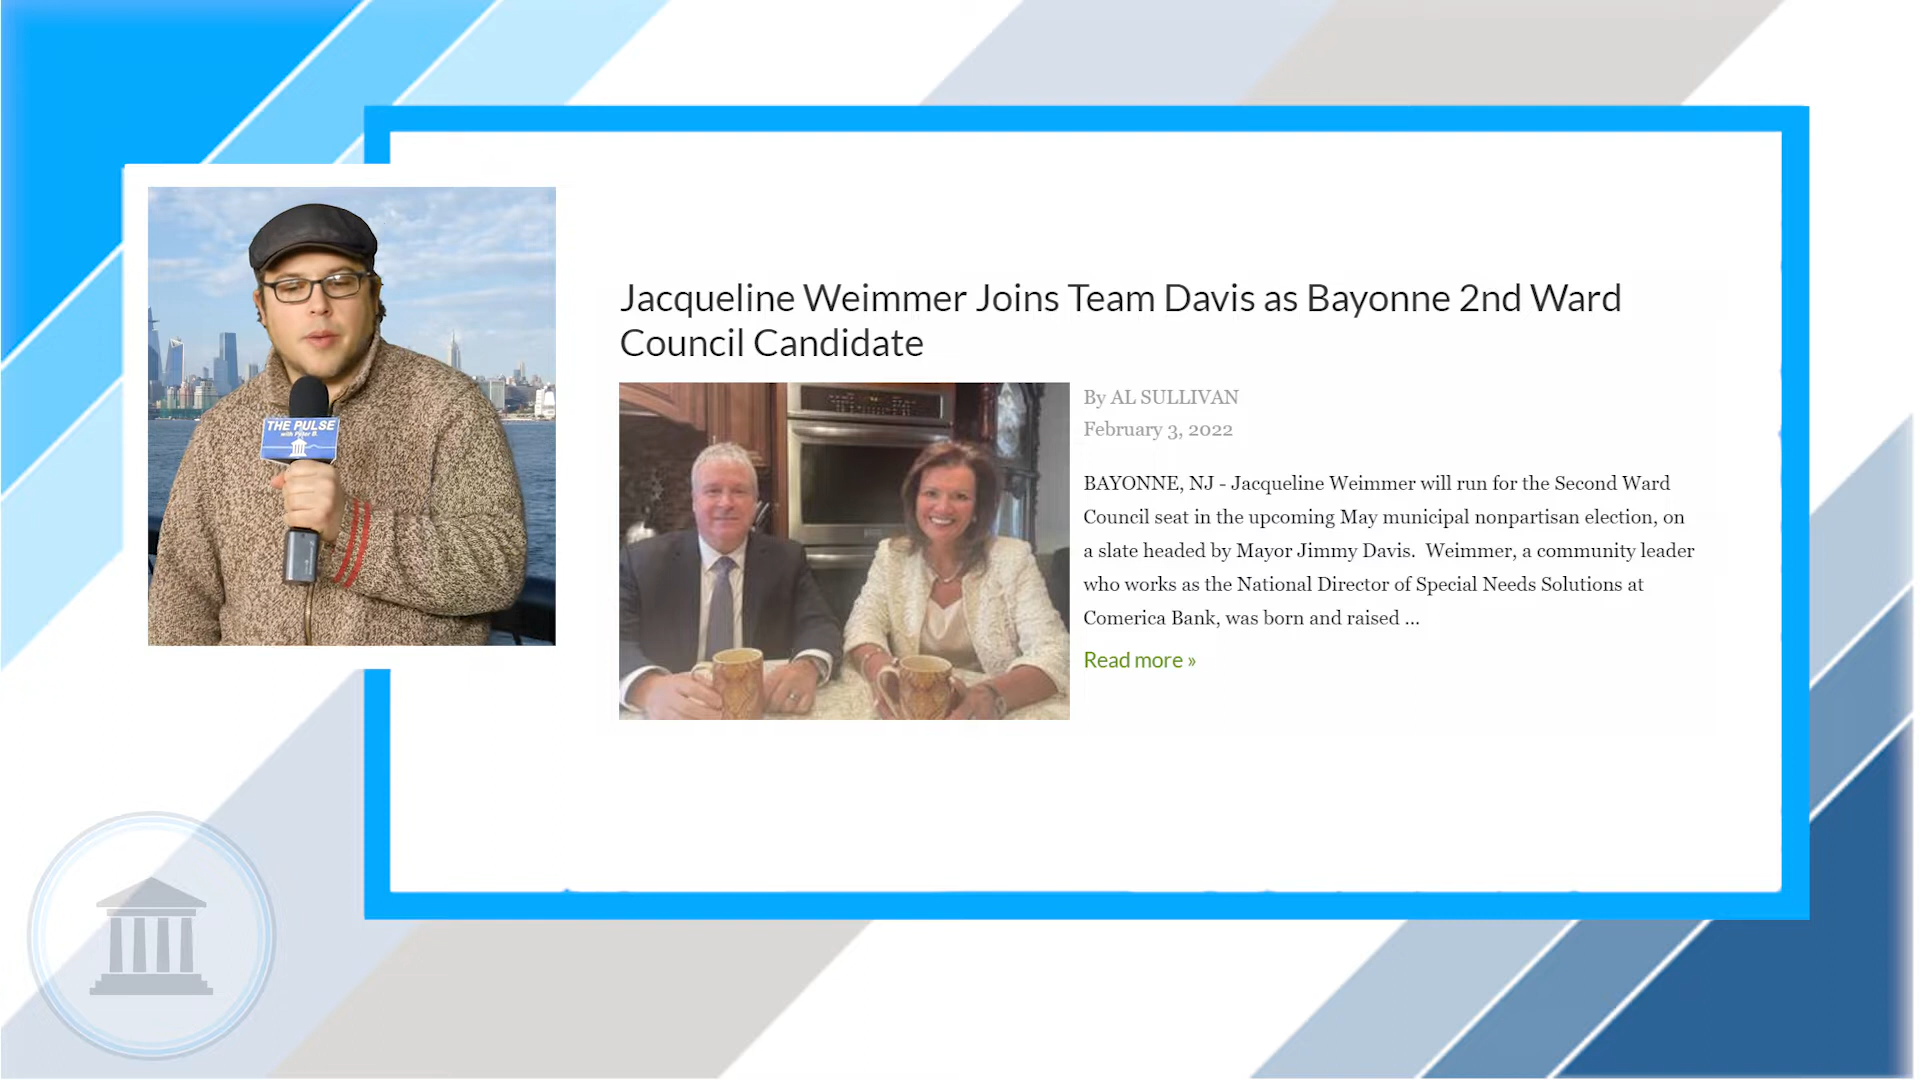 THE PULSE
with Peter B.
Jacqueline Weimmer Joins Team Davis as Bayonne 2nd Ward
Council Candidate
By AL SULLIVAN
February 3, 2022
BAYONNE, NJ - Jacqueline Weimmer will run for the Second Ward
Council seat in the upcoming May municipal nonpartisan election, on
a slate headed by Mayor Jimmy Davis.  Weimmer, a community leader
who works as the National Director of Special Needs Solutions at
Comerica Bank, was born and raised ...
Read more »